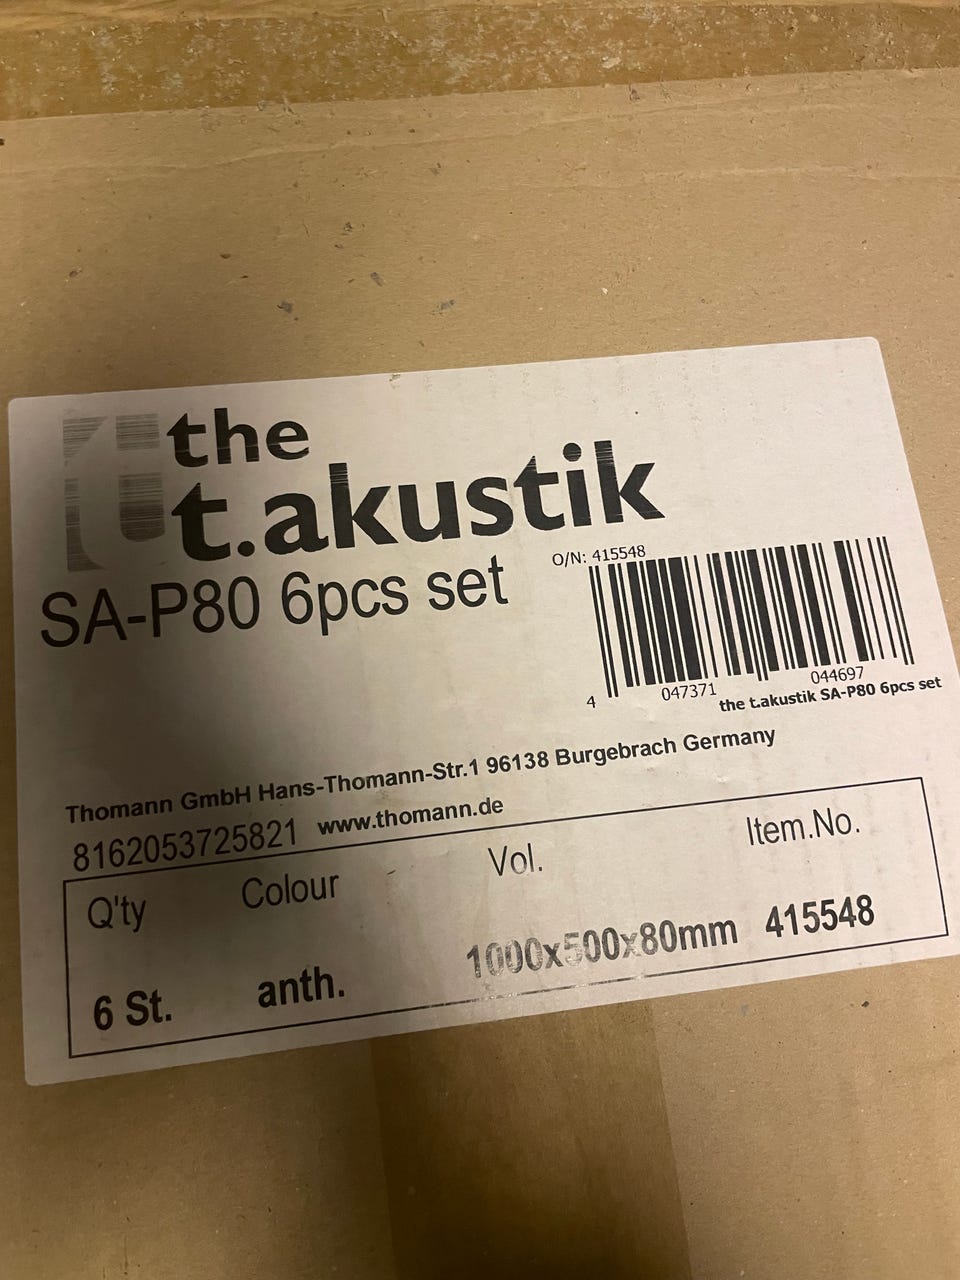 the
t.akustik
SA-P80 6pcs set
O/N: 415548
4 047371 044697
the t.akustik SA-P80 6pcs set
Thomann GmbH Hans-Thomann-Str.1 96138 Burgebrach Germany
8162053725821 www.thomann.de
Q'ty Colour Vol. Item.No.
6 St. anth. 1000x500x80mm 415548